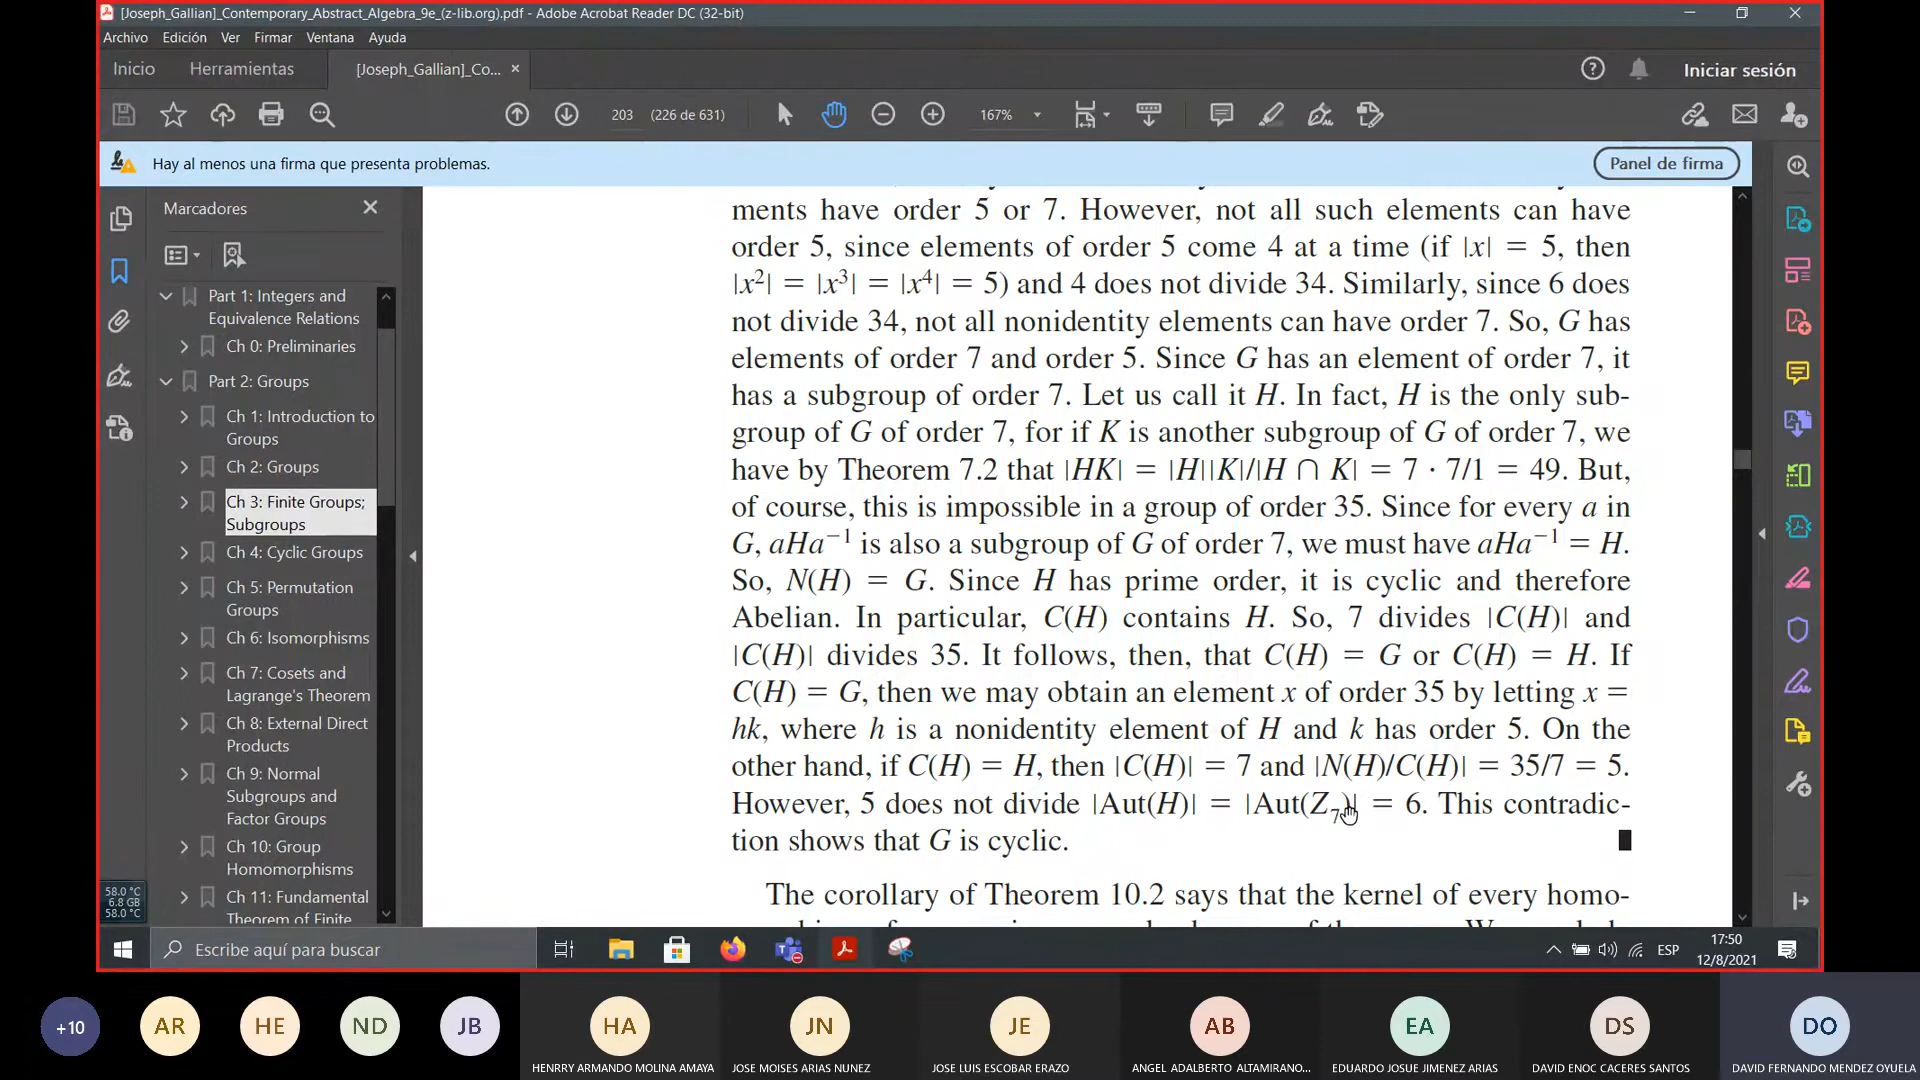 [Joseph_Gallian]_Contemporary_Abstract_Algebra_9e_(z-lib.org).pdf - Adobe Acrobat Reader DC (32-bit)
Archivo Edición Ver Firmar Ventana Ayuda
Inicio Herramientas [Joseph_Gallian]_Co... × Iniciar sesión
203 (226 de 631) 167%
Hay al menos una firma que presenta problemas. Panel de firma
Marcadores
Part 1: Integers and
Equivalence Relations
Ch 0: Preliminaries
Part 2: Groups
Ch 1: Introduction to
Groups
Ch 2: Groups
Ch 3: Finite Groups;
Subgroups
Ch 4: Cyclic Groups
Ch 5: Permutation
Groups
Ch 6: Isomorphisms
Ch 7: Cosets and
Lagrange's Theorem
Ch 8: External Direct
Products
Ch 9: Normal
Subgroups and
Factor Groups
Ch 10: Group
Homomorphisms
Ch 11: Fundamental
Theorem of Finite
ments have order 5 or 7. However, not all such elements can have
order 5, since elements of order 5 come 4 at a time (if |x| = 5, then
|x²| = |x³| = |x⁴| = 5) and 4 does not divide 34. Similarly, since 6 does
not divide 34, not all nonidentity elements can have order 7. So, G has
elements of order 7 and order 5. Since G has an element of order 7, it
has a subgroup of order 7. Let us call it H. In fact, H is the only sub-
group of G of order 7, for if K is another subgroup of G of order 7, we
have by Theorem 7.2 that |HK| = |H||K|/|H ∩ K| = 7 · 7/1 = 49. But,
of course, this is impossible in a group of order 35. Since for every a in
G, aHa⁻¹ is also a subgroup of G of order 7, we must have aHa⁻¹ = H.
So, N(H) = G. Since H has prime order, it is cyclic and therefore
Abelian. In particular, C(H) contains H. So, 7 divides |C(H)| and
|C(H)| divides 35. It follows, then, that C(H) = G or C(H) = H. If
C(H) = G, then we may obtain an element x of order 35 by letting x =
hk, where h is a nonidentity element of H and k has order 5. On the
other hand, if C(H) = H, then |C(H)| = 7 and |N(H)/C(H)| = 35/7 = 5.
However, 5 does not divide |Aut(H)| = |Aut(Z₇)| = 6. This contradic-
tion shows that G is cyclic.
The corollary of Theorem 10.2 says that the kernel of every homo-
58.0 °C
6.8 GB
58.0 °C
Escribe aquí para buscar
ESP
17:50
12/8/2021
+10 AR HE ND JB HA JN JE AB EA DS DO
HENRRY ARMANDO MOLINA AMAYA JOSE MOISES ARIAS NUNEZ JOSE LUIS ESCOBAR ERAZO ANGEL ADALBERTO ALTAMIRANO... EDUARDO JOSUE JIMENEZ ARIAS DAVID ENOC CACERES SANTOS DAVID FERNANDO MENDEZ OYUELA